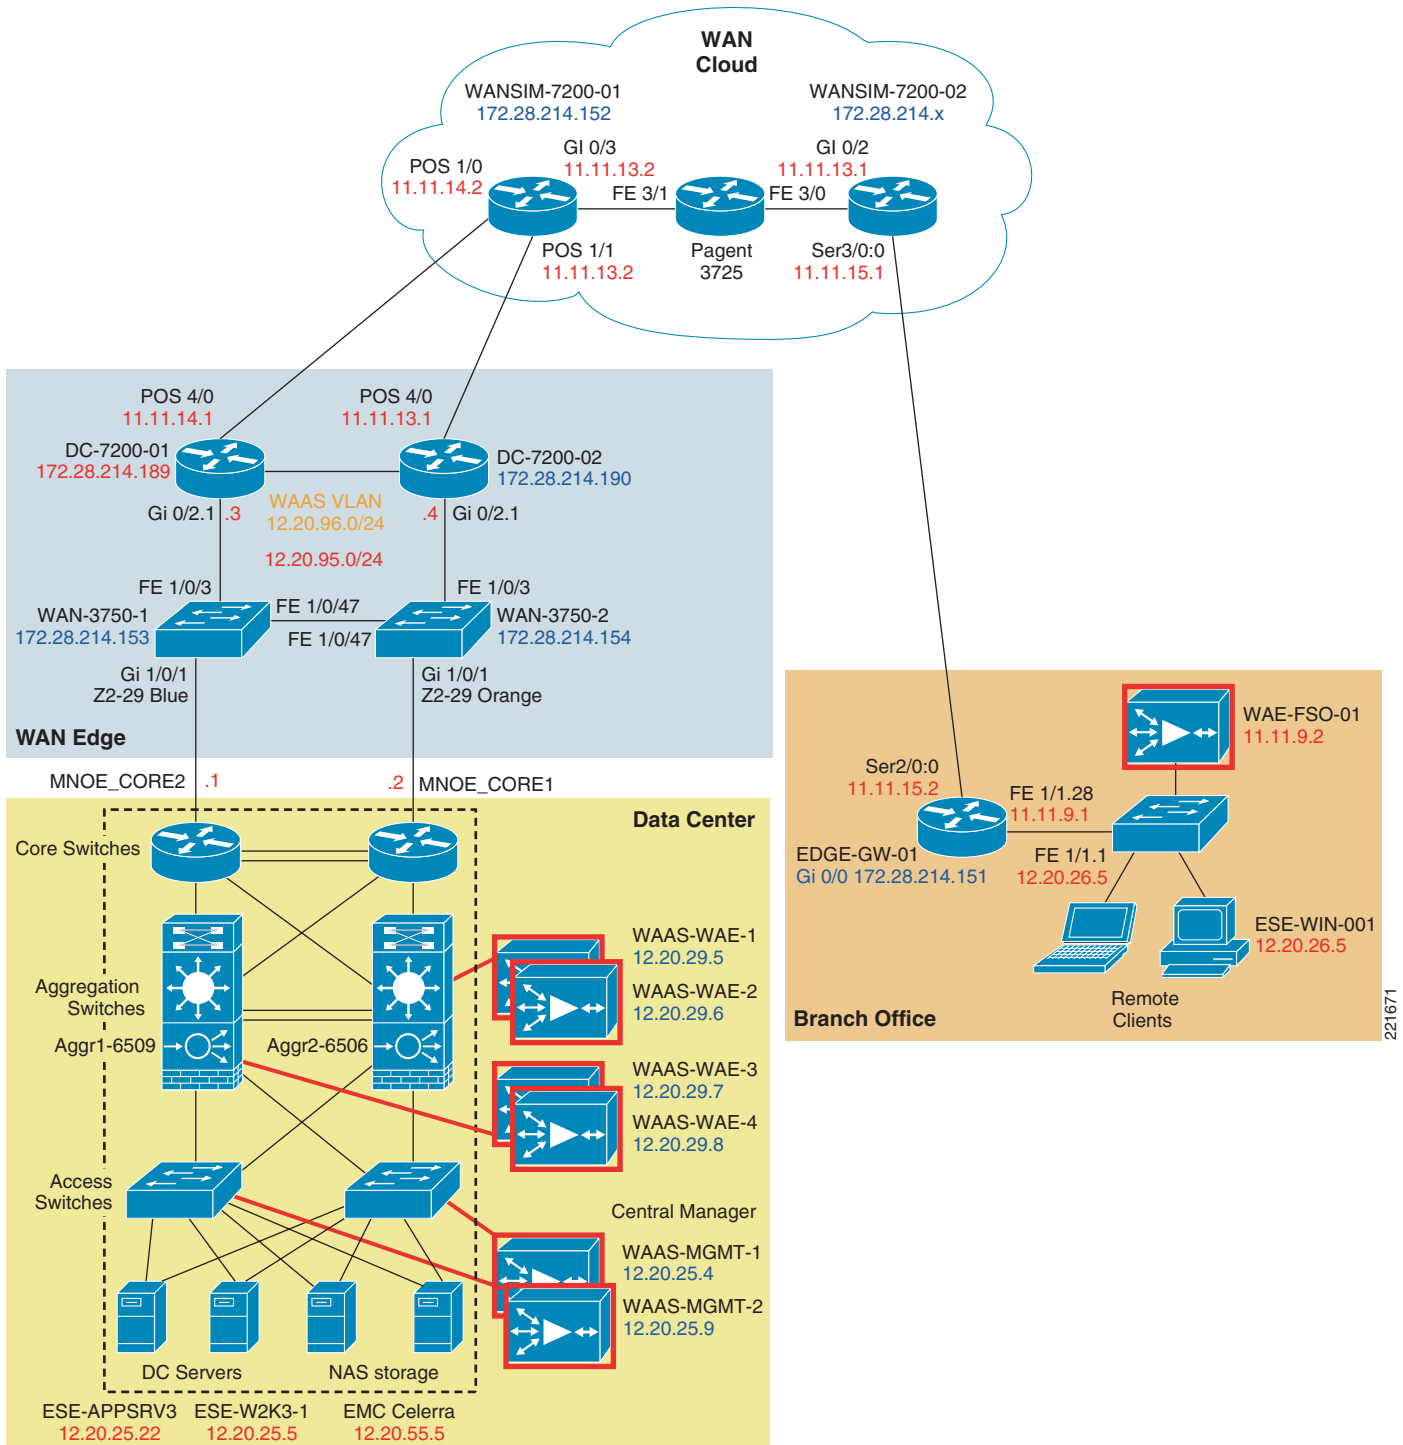 WAN
Cloud
WANSIM-7200-01
172.28.214.152
WANSIM-7200-02
172.28.214.x
GI 0/3
11.11.13.2
GI 0/2
11.11.13.1
POS 1/0
11.11.14.2
FE 3/1
FE 3/0
POS 1/1
11.11.13.2
Pagent
3725
Ser3/0:0
11.11.15.1
POS 4/0
11.11.14.1
POS 4/0
11.11.13.1
DC-7200-01
172.28.214.189
DC-7200-02
172.28.214.190
Gi 0/2.1
.3
WAAS VLAN
12.20.96.0/24
.4
Gi 0/2.1
12.20.95.0/24
FE 1/0/3
FE 1/0/3
WAN-3750-1
172.28.214.153
FE 1/0/47
FE 1/0/47
WAN-3750-2
172.28.214.154
Gi 1/0/1
Z2-29 Blue
Gi 1/0/1
Z2-29 Orange
WAN Edge
MNOE_CORE2
.1
.2
MNOE_CORE1
Data Center
Core Switches
Aggregation
Switches
Aggr1-6509
Aggr2-6506
WAAS-WAE-1
12.20.29.5
WAAS-WAE-2
12.20.29.6
WAAS-WAE-3
12.20.29.7
WAAS-WAE-4
12.20.29.8
Access
Switches
Central Manager
WAAS-MGMT-1
12.20.25.4
WAAS-MGMT-2
12.20.25.9
DC Servers
NAS storage
ESE-APPSRV3
12.20.25.22
ESE-W2K3-1
12.20.25.5
EMC Celerra
12.20.55.5
WAE-FSO-01
11.11.9.2
Ser2/0:0
11.11.15.2
FE 1/1.28
11.11.9.1
EDGE-GW-01
Gi 0/0 172.28.214.151
FE 1/1.1
12.20.26.5
ESE-WIN-001
12.20.26.5
Remote
Clients
Branch Office
221671